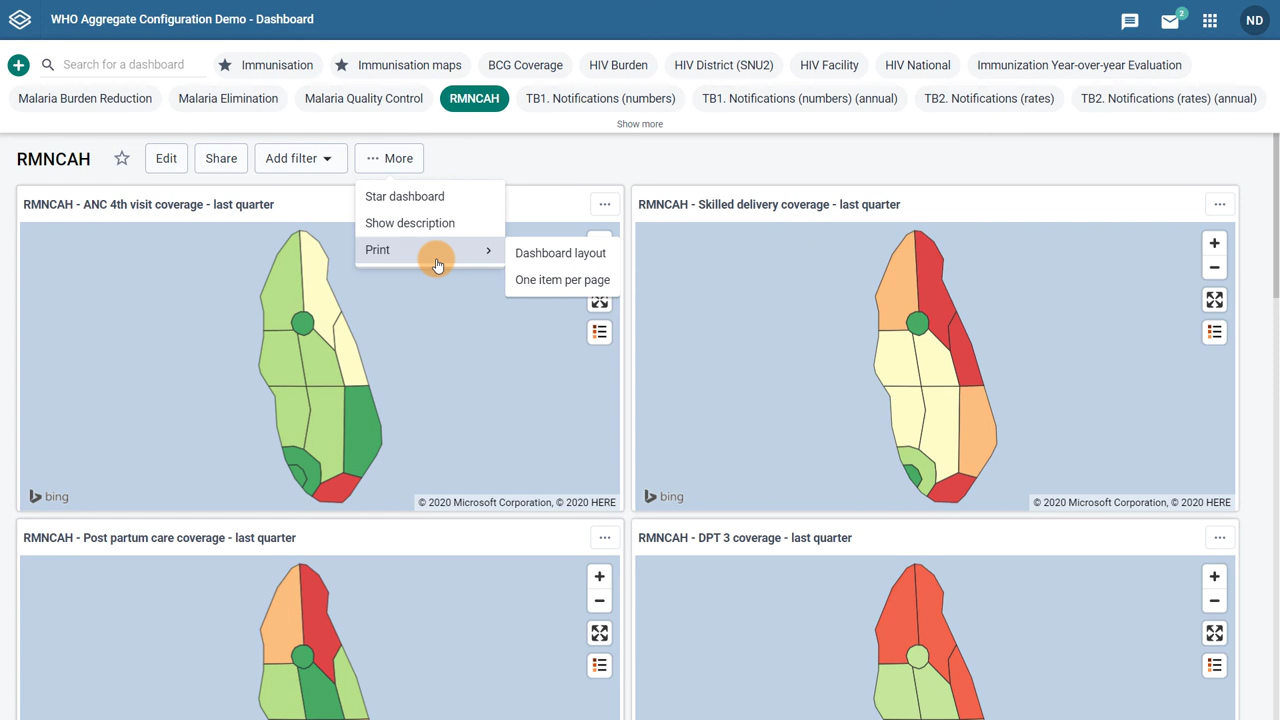 WHO Aggregate Configuration Demo - Dashboard
2
ND
Search for a dashboard
Immunisation
Immunisation maps
BCG Coverage
HIV Burden
HIV District (SNU2)
HIV Facility
HIV National
Immunization Year-over-year Evaluation
Malaria Burden Reduction
Malaria Elimination
Malaria Quality Control
RMNCAH
TB1. Notifications (numbers)
TB1. Notifications (numbers) (annual)
TB2. Notifications (rates)
TB2. Notifications (rates) (annual)
Show more
RMNCAH
Edit
Share
Add filter
More
Star dashboard
Show description
Print
Dashboard layout
One item per page
RMNCAH - ANC 4th visit coverage - last quarter
bing
© 2020 Microsoft Corporation, © 2020 HERE
RMNCAH - Skilled delivery coverage - last quarter
bing
© 2020 Microsoft Corporation, © 2020 HERE
RMNCAH - Post partum care coverage - last quarter
RMNCAH - DPT 3 coverage - last quarter